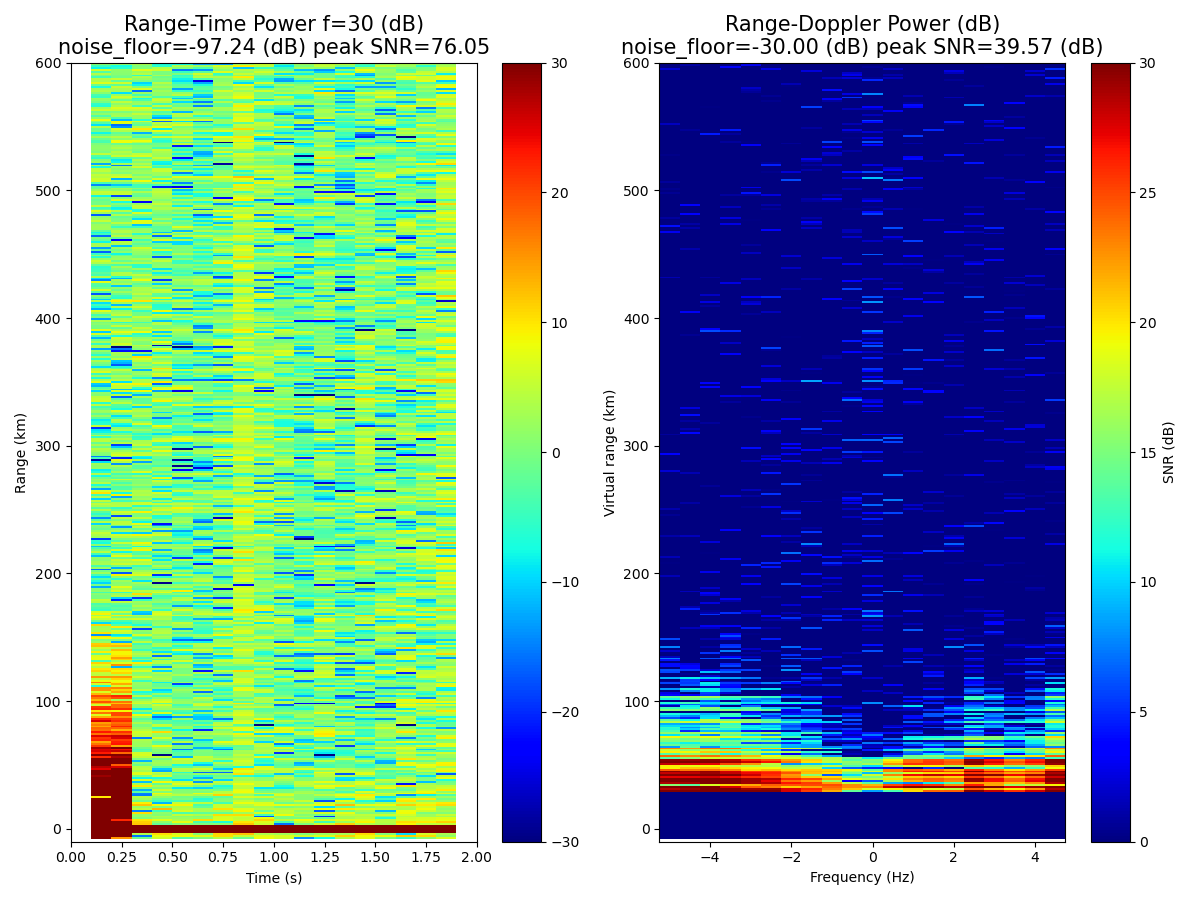 Range-Time Power f=30 (dB)
noise_floor=-97.24 (dB) peak SNR=76.05
Range (km)
600
500
400
300
200
100
0
0.00 0.25 0.50 0.75 1.00 1.25 1.50 1.75 2.00
Time (s)
30
20
10
0
−10
−20
−30
Range-Doppler Power (dB)
noise_floor=-30.00 (dB) peak SNR=39.57 (dB)
Virtual range (km)
600
500
400
300
200
100
0
−4 −2 0 2 4
Frequency (Hz)
30
25
20
15
10
5
0
SNR (dB)